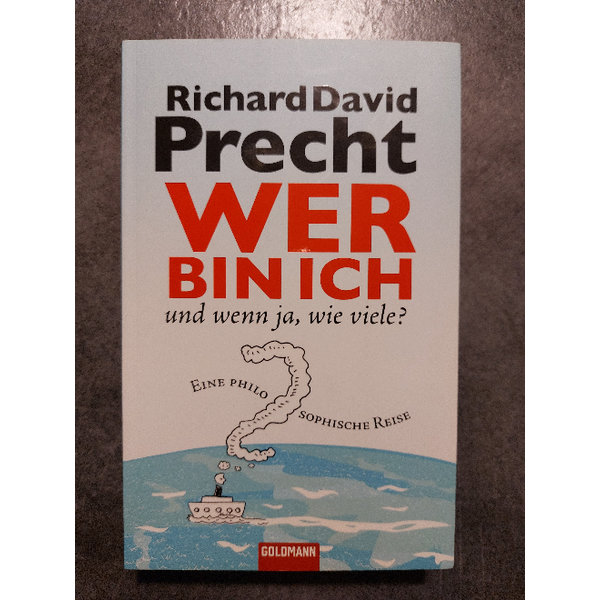 Richard David
Precht
WER
BIN ICH
und wenn ja, wie viele?
EINE PHILO
SOPHISCHE REISE
GOLDMANN